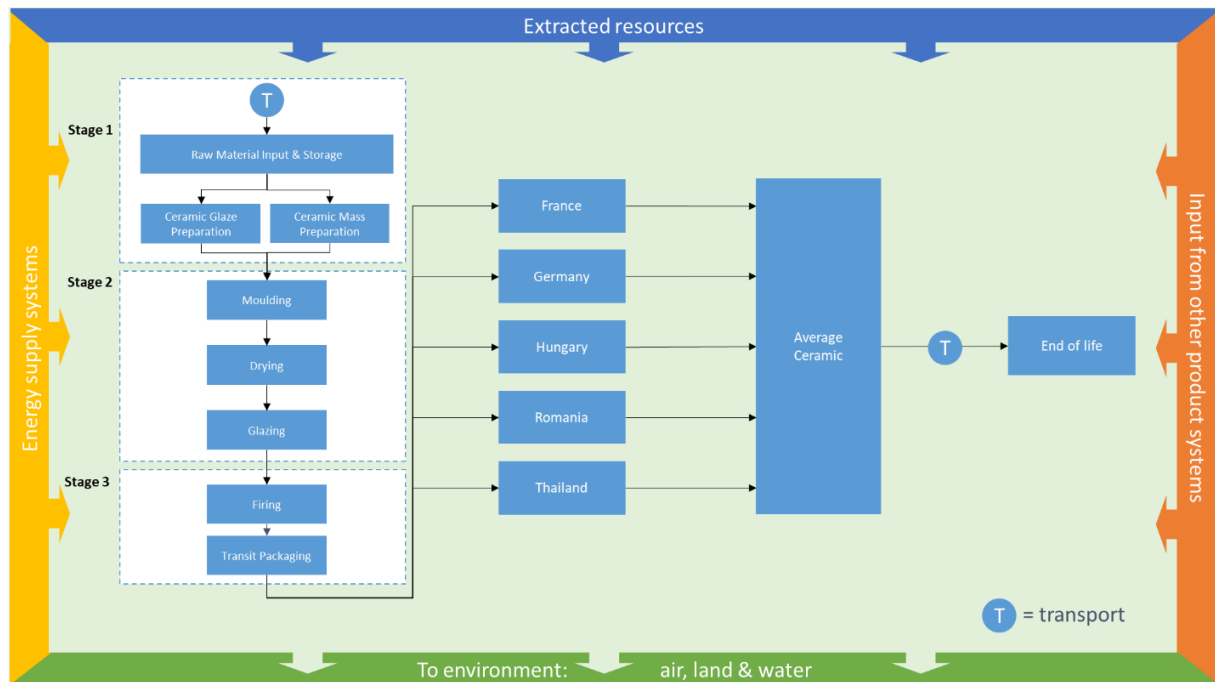 Extracted resources
Energy supply systems
Input from other product systems
Stage 1
T
Raw Material Input & Storage
Ceramic Glaze
Preparation
Ceramic Mass
Preparation
Stage 2
Moulding
Drying
Glazing
Stage 3
Firing
Transit Packaging
France
Germany
Hungary
Romania
Thailand
Average
Ceramic
T
End of life
T = transport
To environment: air, land & water